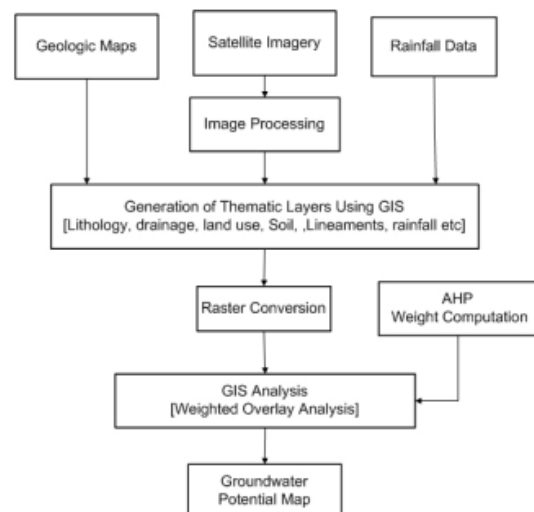 Geologic Maps
Satellite Imagery
Rainfall Data
Image Processing
Generation of Thematic Layers Using GIS
[Lithology, drainage, land use, Soil, ,Lineaments, rainfall etc]
Raster Conversion
AHP
Weight Computation
GIS Analysis
[Weighted Overlay Analysis]
Groundwater
Potential Map